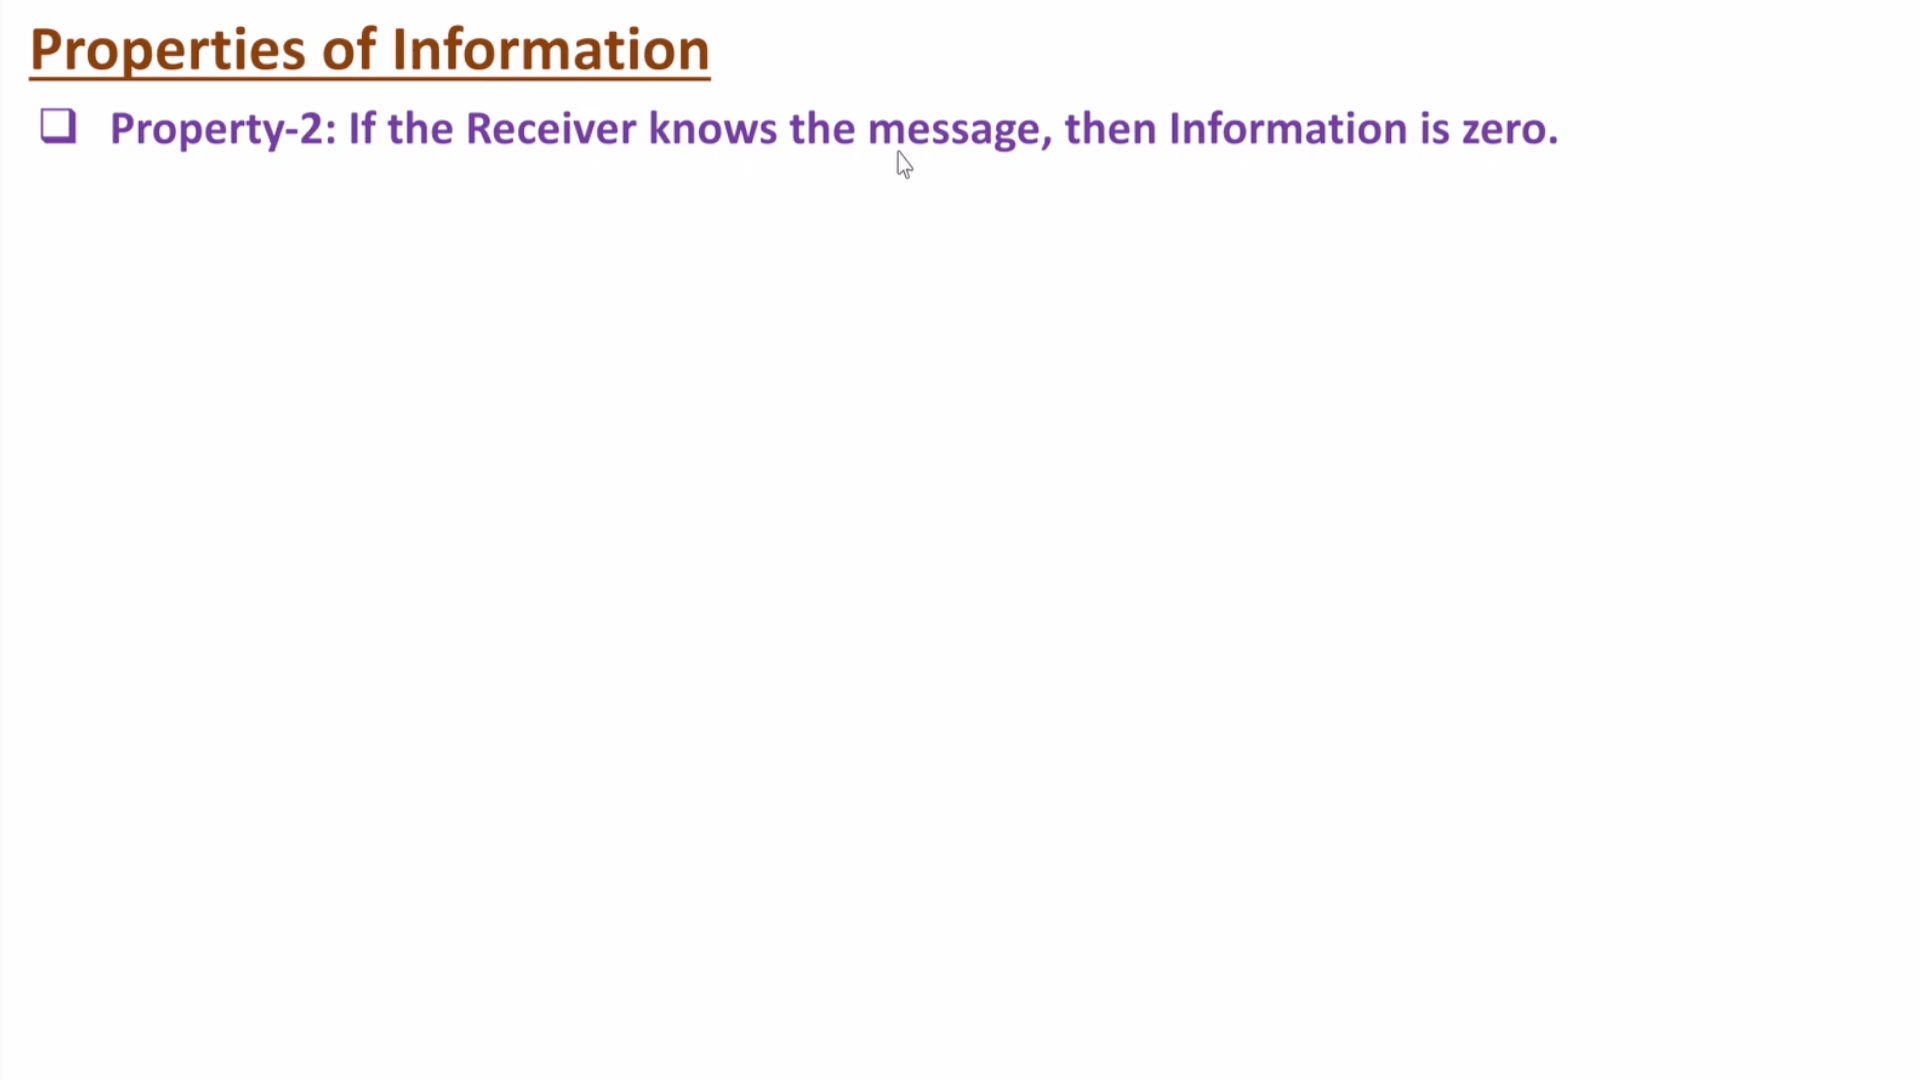 Properties of Information
Property-2: If the Receiver knows the message, then Information is zero.